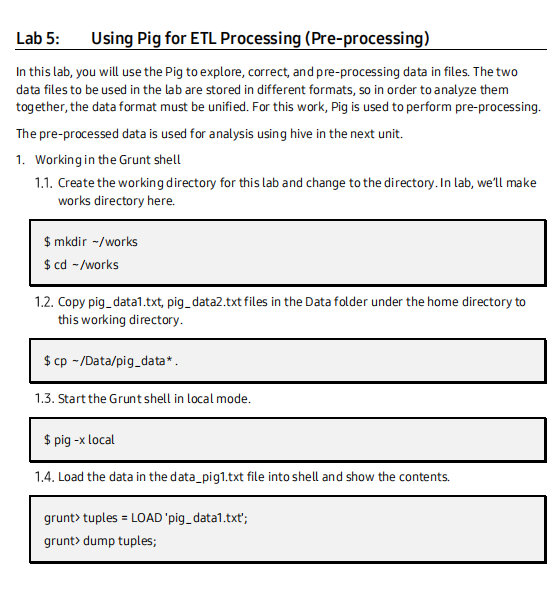 Lab 5: Using Pig for ETL Processing (Pre-processing)
In this lab, you will use the Pig to explore, correct, and pre-processing data in files. The two
data files to be used in the lab are stored in different formats, so in order to analyze them
together, the data format must be unified. For this work, Pig is used to perform pre-processing.
The pre-processed data is used for analysis using hive in the next unit.
1. Working in the Grunt shell
1.1. Create the working directory for this lab and change to the directory. In lab, we'll make
works directory here.
$ mkdir ~/works
$ cd ~/works
1.2. Copy pig_data1.txt, pig_data2.txt files in the Data folder under the home directory to
this working directory.
$ cp ~/Data/pig_data* .
1.3. Start the Grunt shell in local mode.
$ pig -x local
1.4. Load the data in the data_pig1.txt file into shell and show the contents.
grunt> tuples = LOAD 'pig_data1.txt';
grunt> dump tuples;